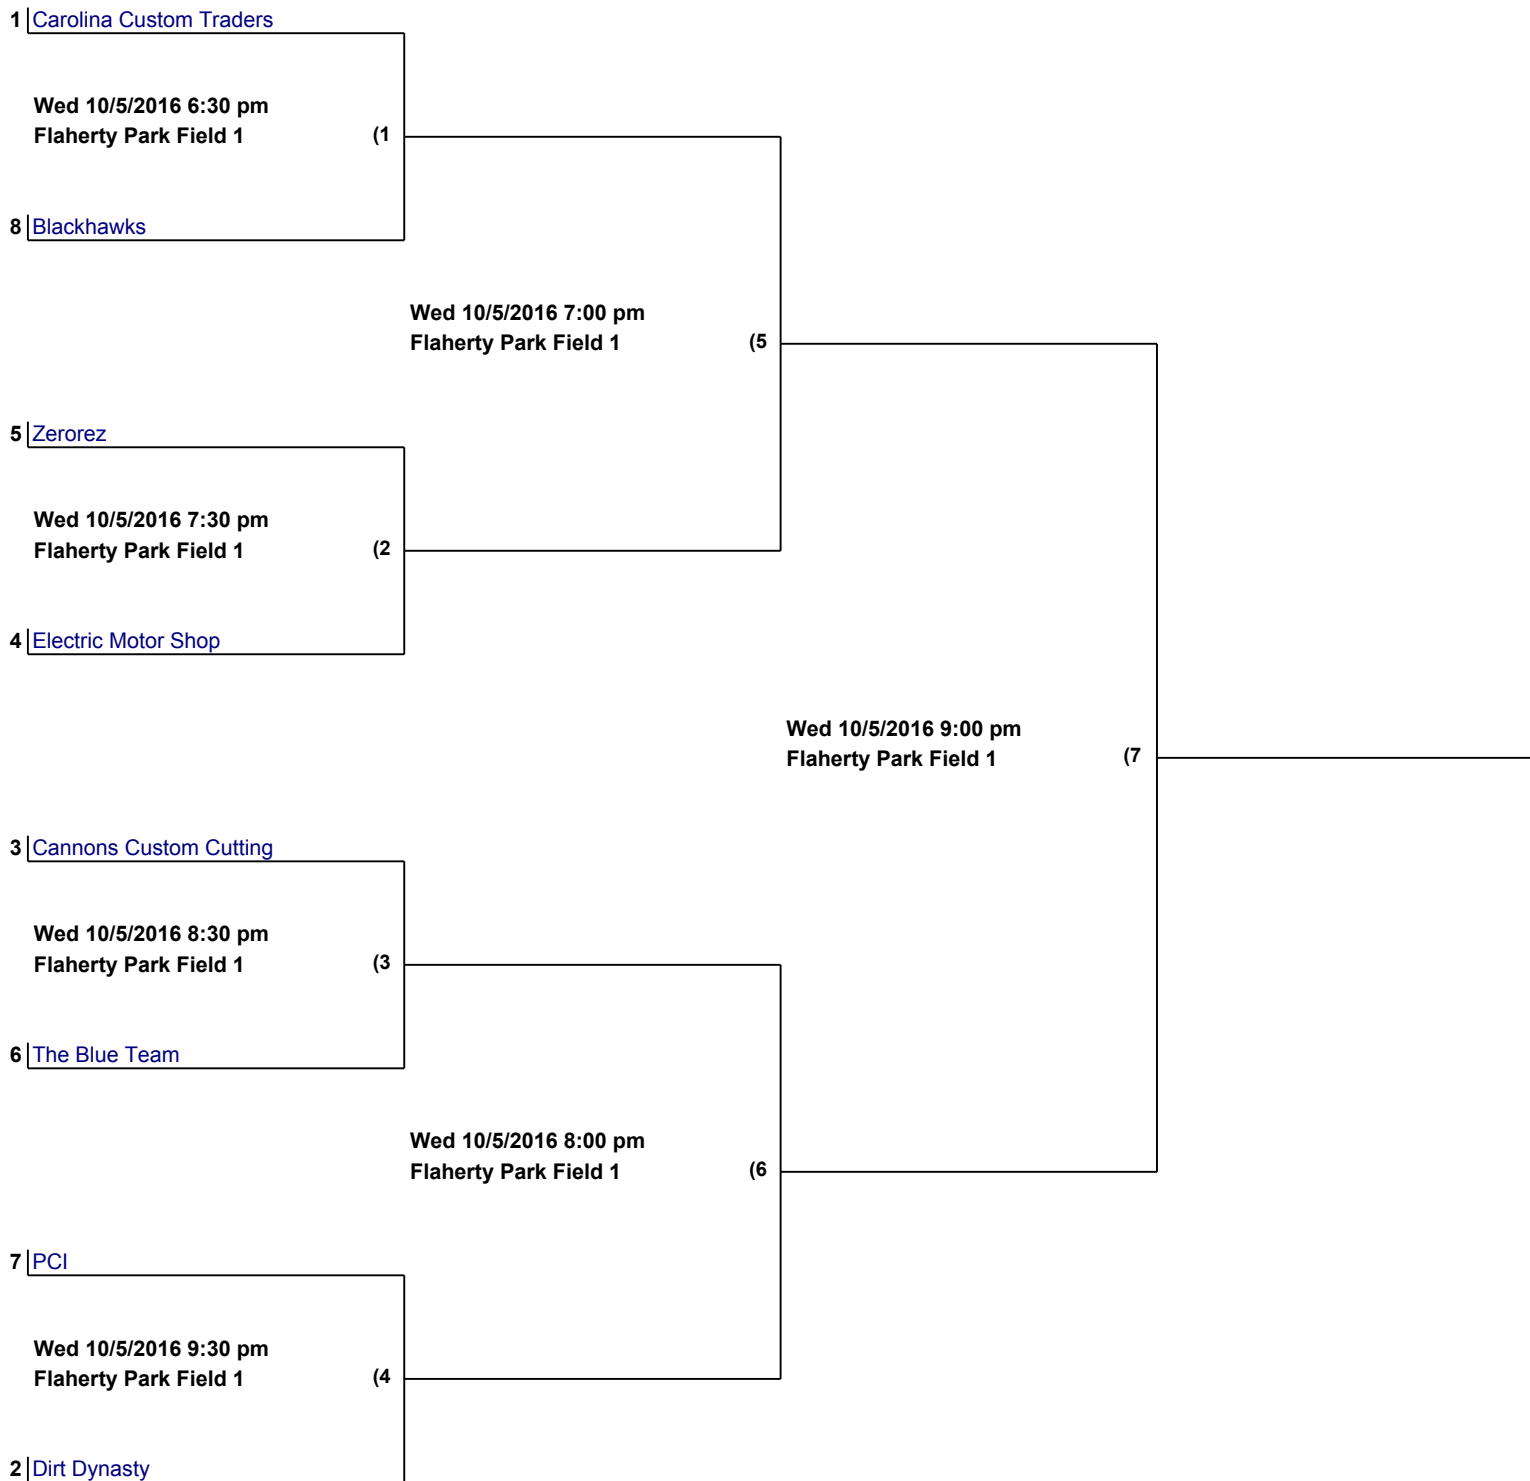 1 Carolina Custom Traders
Wed 10/5/2016 6:30 pm
Flaherty Park Field 1 (1
8 Blackhawks
Wed 10/5/2016 7:00 pm
Flaherty Park Field 1 (5
5 Zerorez
Wed 10/5/2016 7:30 pm
Flaherty Park Field 1 (2
4 Electric Motor Shop
Wed 10/5/2016 9:00 pm
Flaherty Park Field 1 (7
3 Cannons Custom Cutting
Wed 10/5/2016 8:30 pm
Flaherty Park Field 1 (3
6 The Blue Team
Wed 10/5/2016 8:00 pm
Flaherty Park Field 1 (6
7 PCI
Wed 10/5/2016 9:30 pm
Flaherty Park Field 1 (4
2 Dirt Dynasty